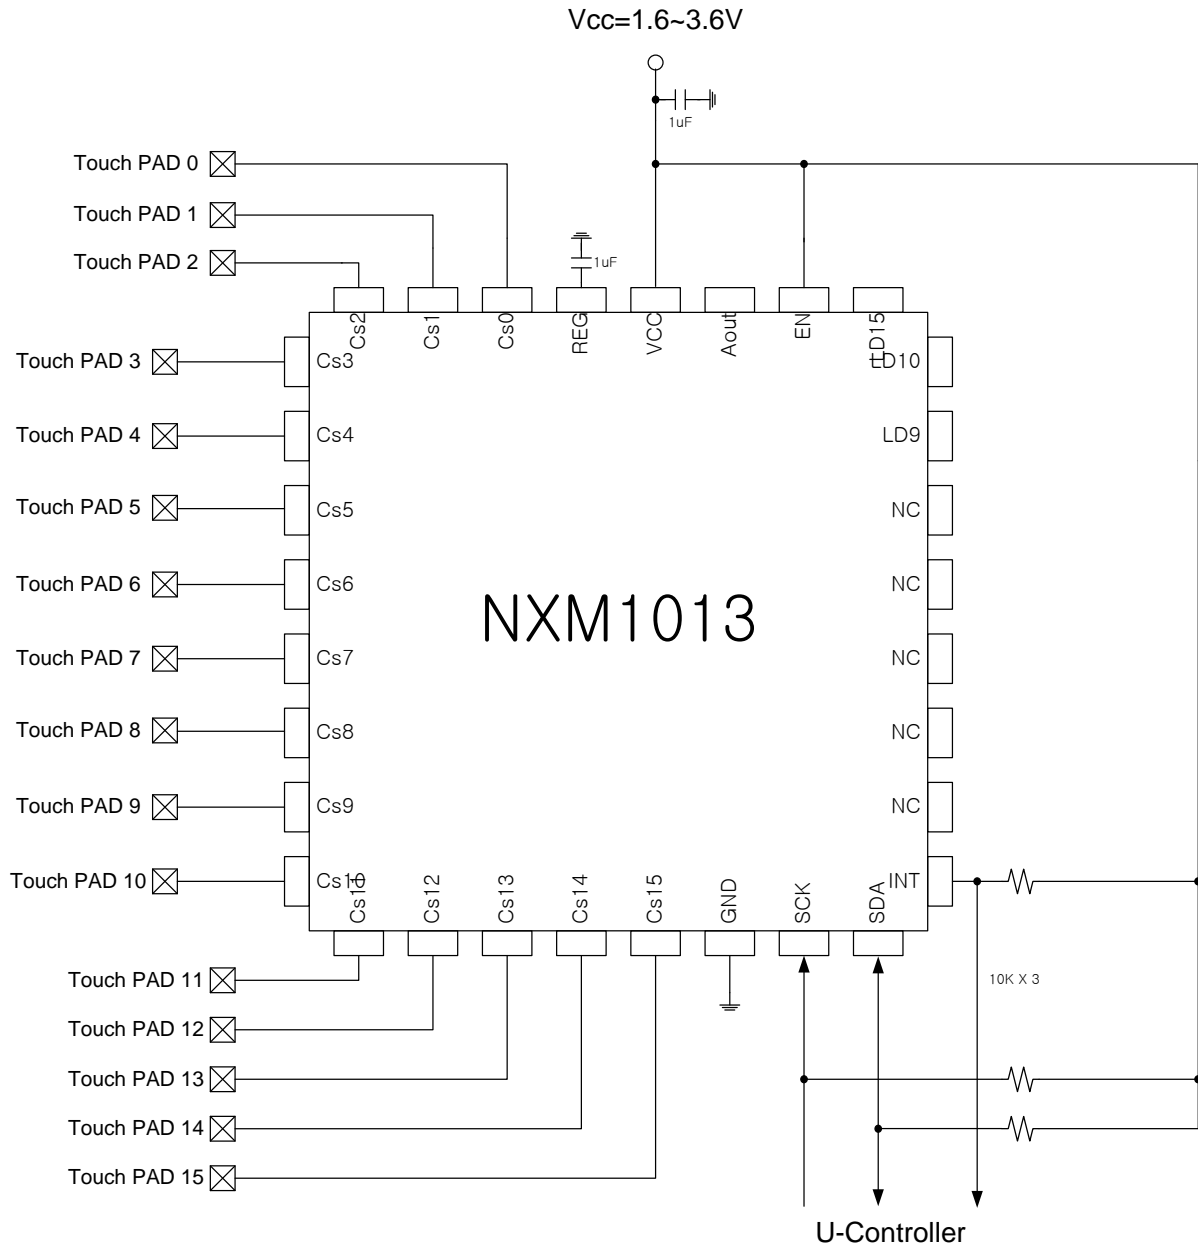 Vcc=1.6~3.6V
1uF
Touch PAD 0
Touch PAD 1
Touch PAD 2
1uF
Cs2
Cs1
Cs0
REG
VCC
Aout
EN
LD15
Touch PAD 3
Cs3
LD10
Touch PAD 4
Cs4
LD9
Touch PAD 5
Cs5
NC
Touch PAD 6
Cs6
NC
NXM1013
Touch PAD 7
Cs7
NC
Touch PAD 8
Cs8
NC
Touch PAD 9
Cs9
NC
Touch PAD 10
Cs10
INT
Cs11
Cs12
Cs13
Cs14
Cs15
GND
SCK
SDA
Touch PAD 11
10K X 3
Touch PAD 12
Touch PAD 13
Touch PAD 14
Touch PAD 15
U-Controller